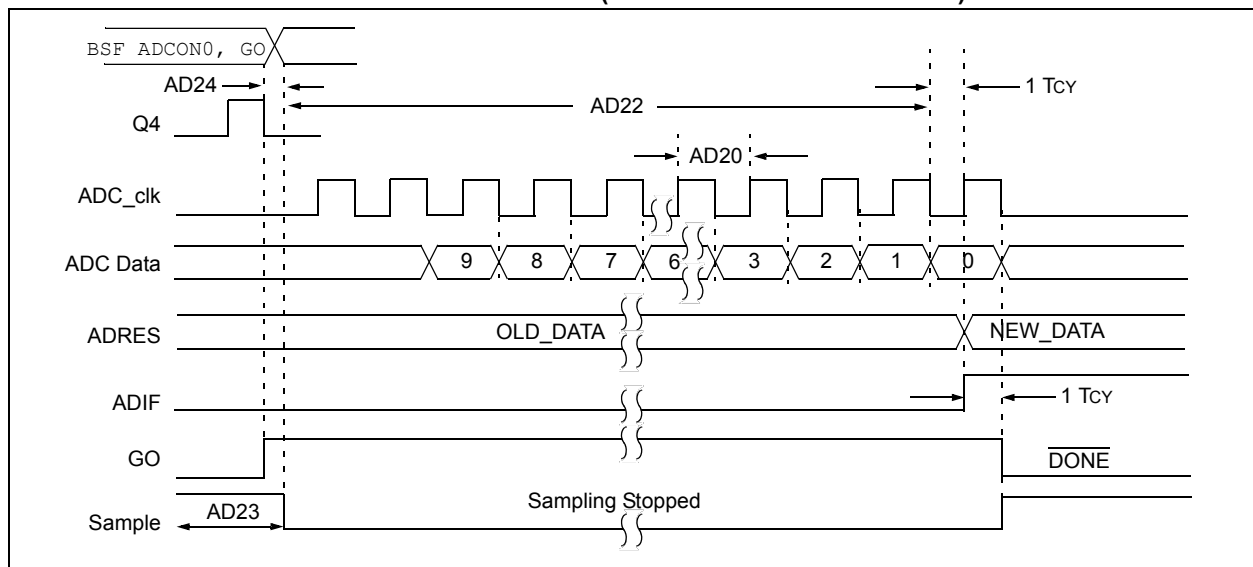 BSF ADCON0, GO
AD24
1 TCY
AD22
Q4
AD20
ADC_clk
ADC Data
9 8 7 6 3 2 1 0
ADRES
OLD_DATA
NEW_DATA
ADIF
1 TCY
GO
DONE
Sampling Stopped
AD23
Sample